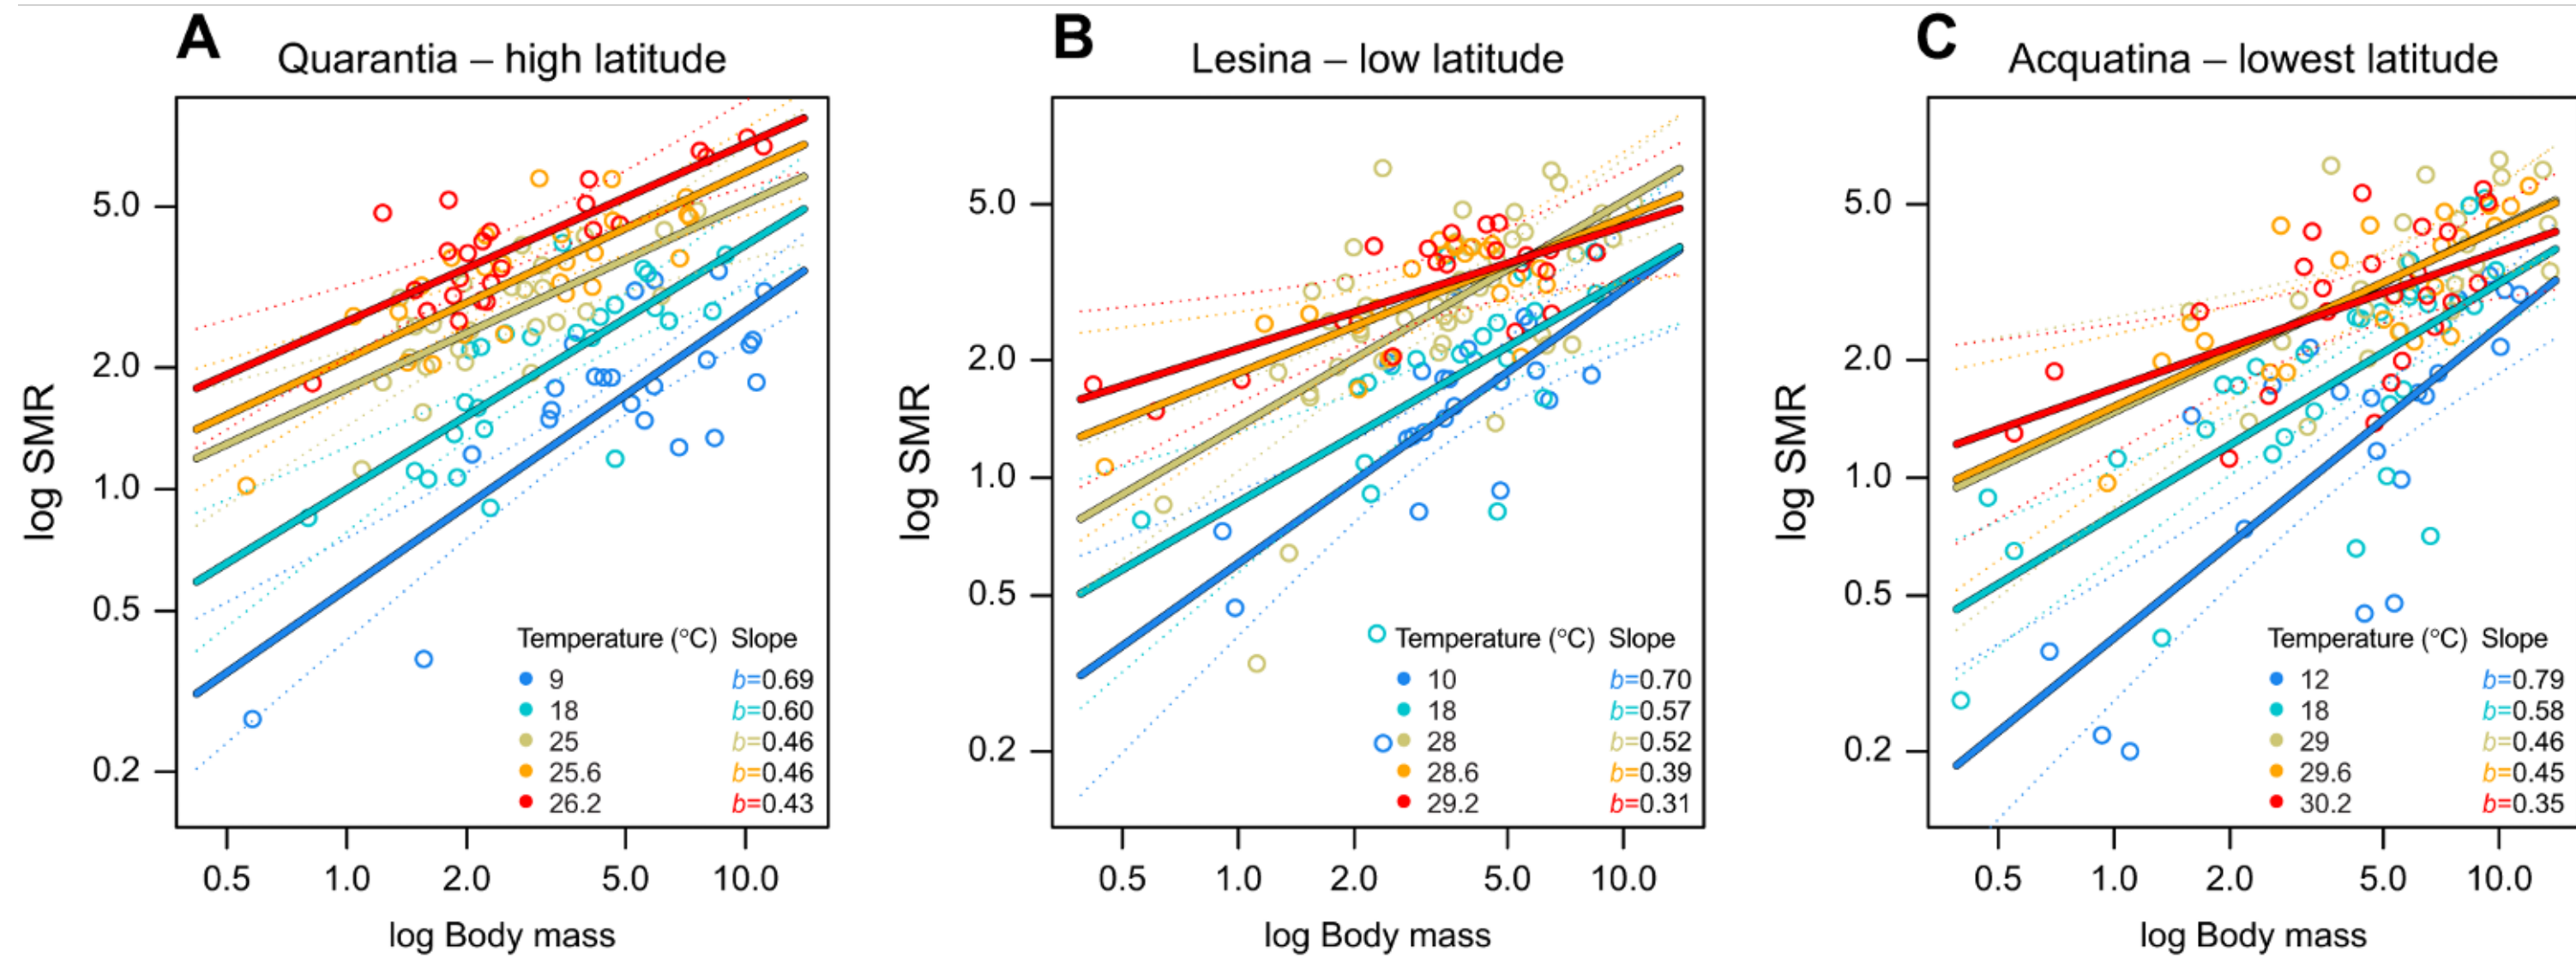 A
Quarantia – high latitude
log SMR
5.0
2.0
1.0
0.5
0.2
Temperature (°C) Slope
9 b=0.69
18 b=0.60
25 b=0.46
25.6 b=0.46
26.2 b=0.43
0.5 1.0 2.0 5.0 10.0
log Body mass
B
Lesina – low latitude
log SMR
5.0
2.0
1.0
0.5
0.2
Temperature (°C) Slope
10 b=0.70
18 b=0.57
28 b=0.52
28.6 b=0.39
29.2 b=0.31
0.5 1.0 2.0 5.0 10.0
log Body mass
C
Acquatina – lowest latitude
log SMR
5.0
2.0
1.0
0.5
0.2
Temperature (°C) Slope
12 b=0.79
18 b=0.58
29 b=0.46
29.6 b=0.45
30.2 b=0.35
0.5 1.0 2.0 5.0 10.0
log Body mass